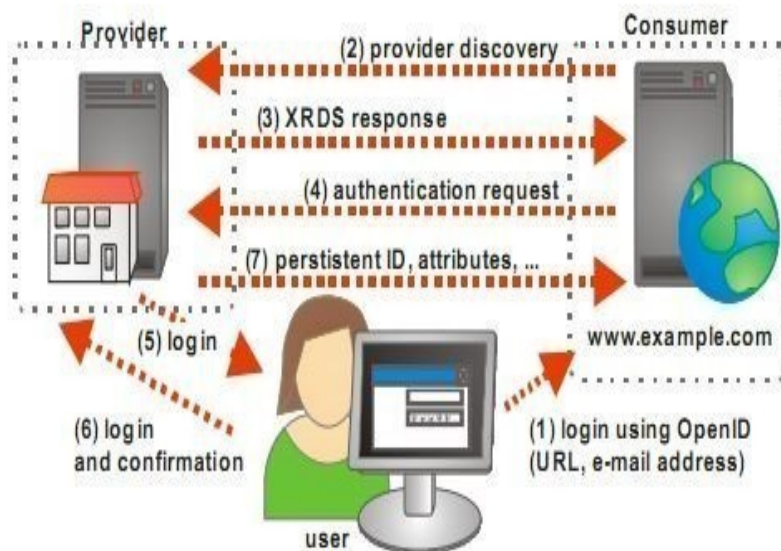 Provider
Consumer
(2) provider discovery
(3) XRDS response
(4) authentication request
(7) perstistent ID, attributes, ...
www.example.com
(5) login
(6) login
and confirmation
(1) login using OpenID
(URL, e-mail address)
user